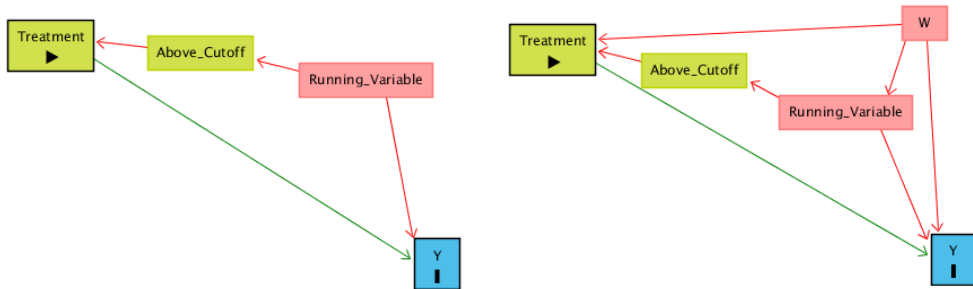 Treatment
Above_Cutoff
Running_Variable
Y
W
Treatment
Above_Cutoff
Running_Variable
Y